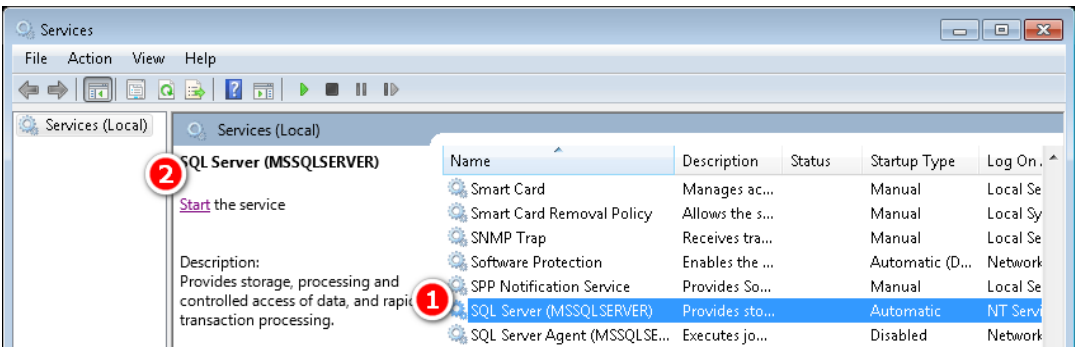 Services
File Action View Help
Services (Local)
Services (Local)
2
SQL Server (MSSQLSERVER)
Start the service
Description:
Provides storage, processing and
controlled access of data, and rapid
transaction processing.
Name Description Status Startup Type Log On.
Smart Card Manages ac... Manual Local Se
Smart Card Removal Policy Allows the s... Manual Local Sy
SNMP Trap Receives tra... Manual Local Se
Software Protection Enables the ... Automatic (D... Network
SPP Notification Service Provides So... Manual Local Se
1
SQL Server (MSSQLSERVER) Provides sto... Automatic NT Servi
SQL Server Agent (MSSQLSE... Executes jo... Disabled Network